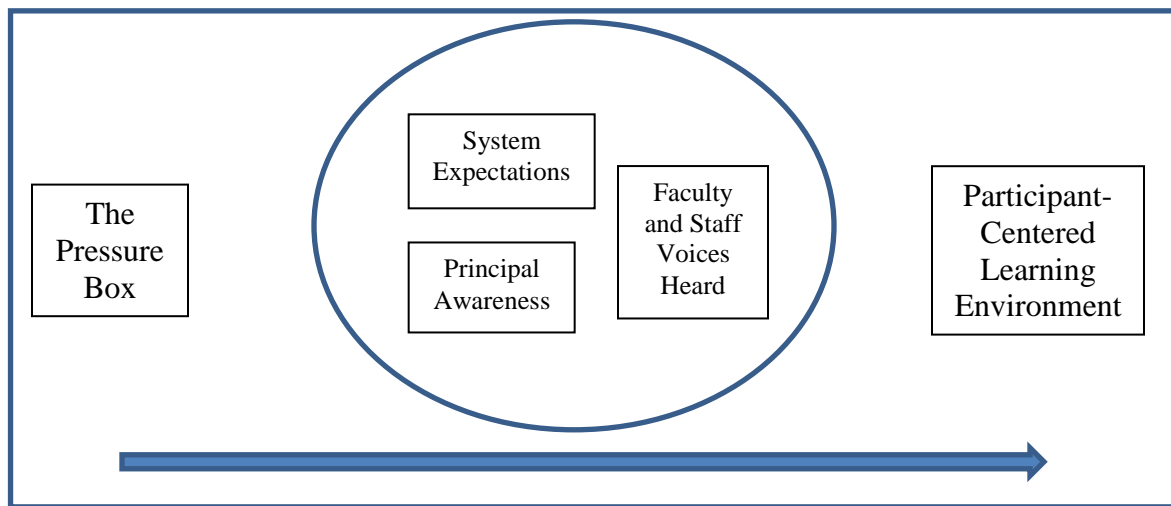 The
Pressure
Box
System
Expectations
Principal
Awareness
Faculty
and Staff
Voices
Heard
Participant-
Centered
Learning
Environment